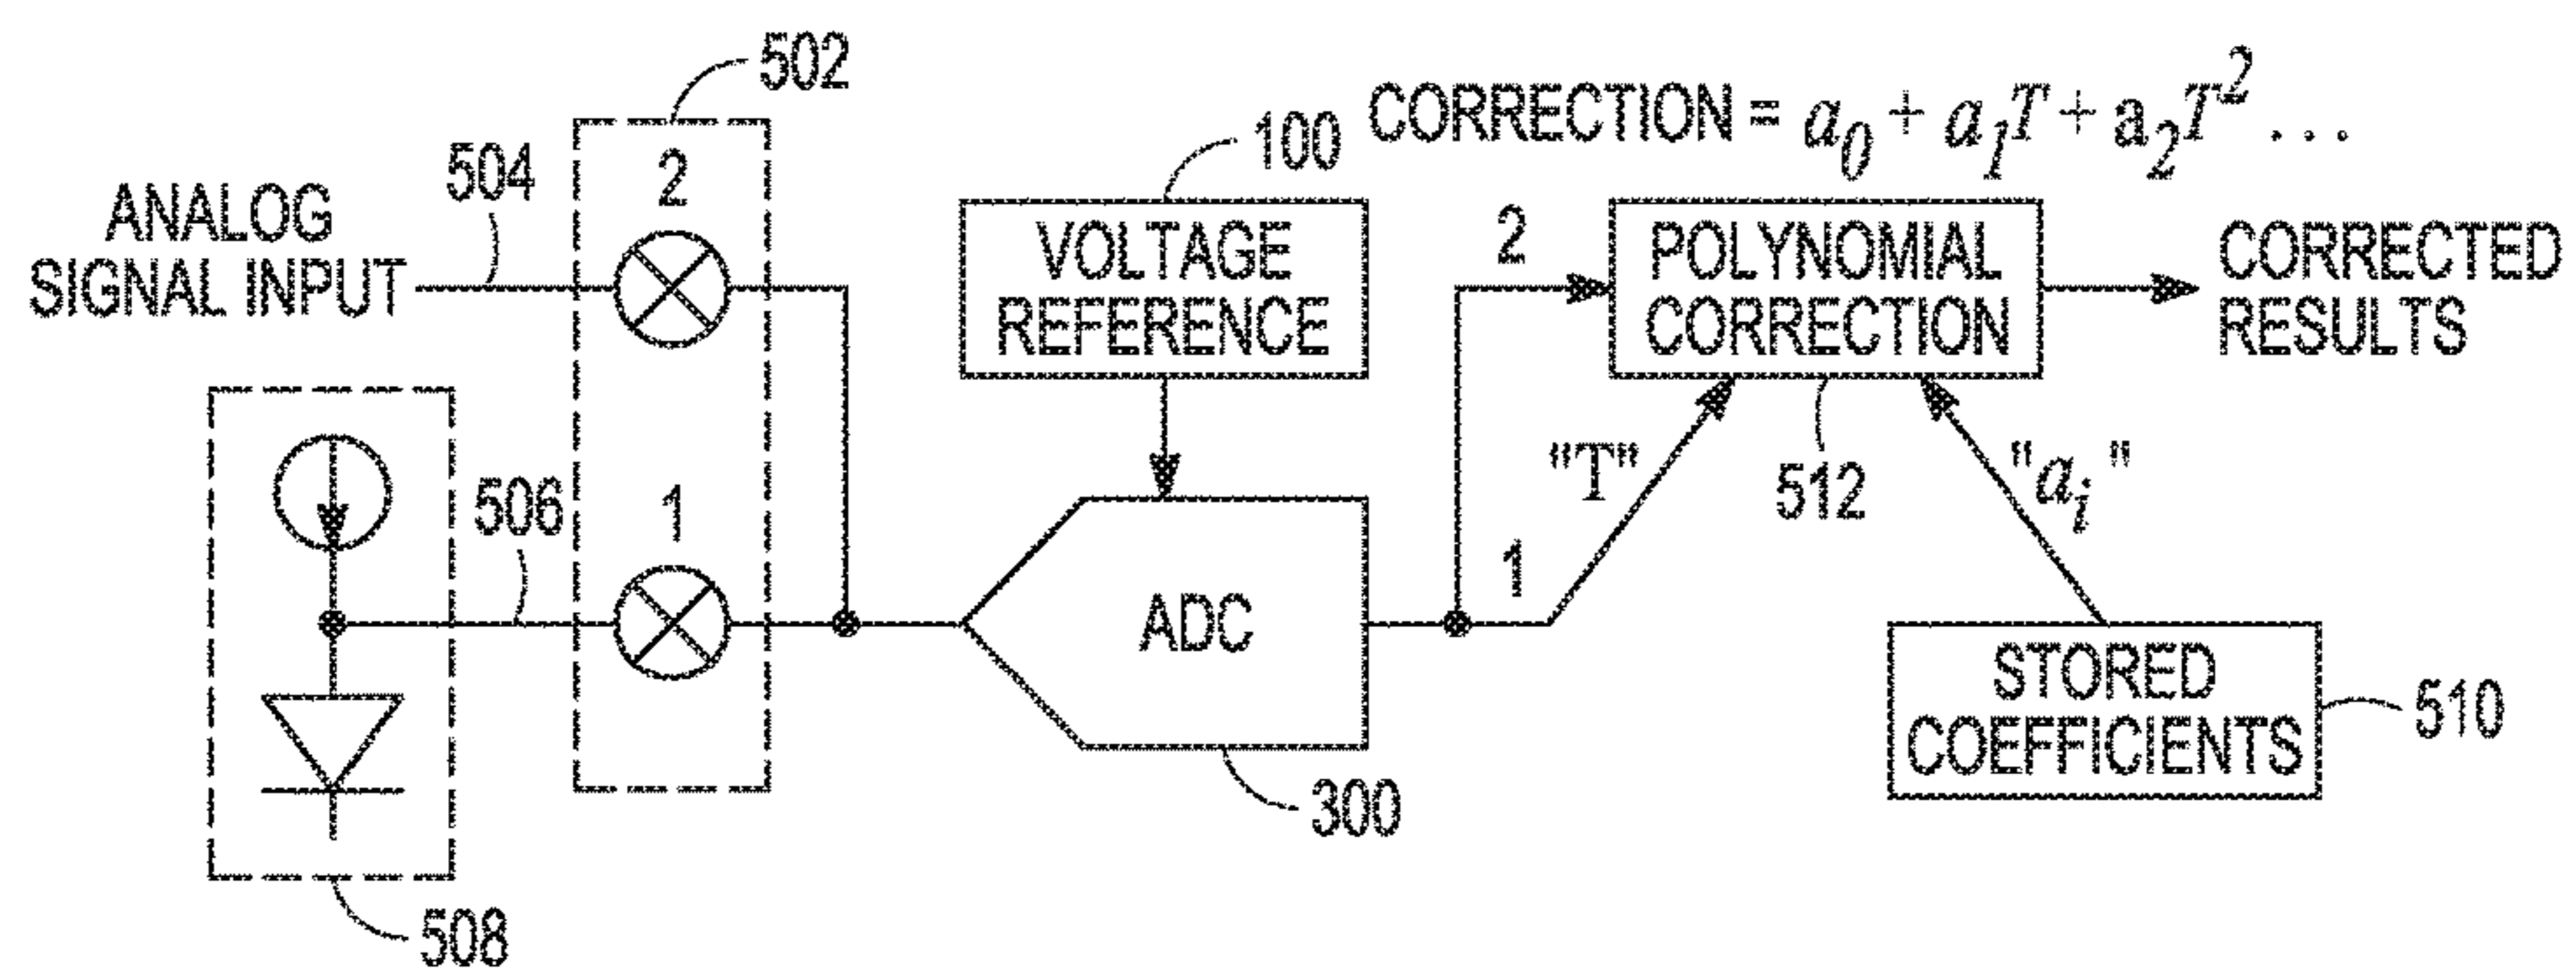 502
100
CORRECTION = a₀ + a₁T + a₂T² . . .
504
2
ANALOG
SIGNAL INPUT
VOLTAGE
REFERENCE
2
POLYNOMIAL
CORRECTION
CORRECTED
RESULTS
506
1
ADC
1
"T"
512
"aᵢ"
STORED
COEFFICIENTS
510
300
508